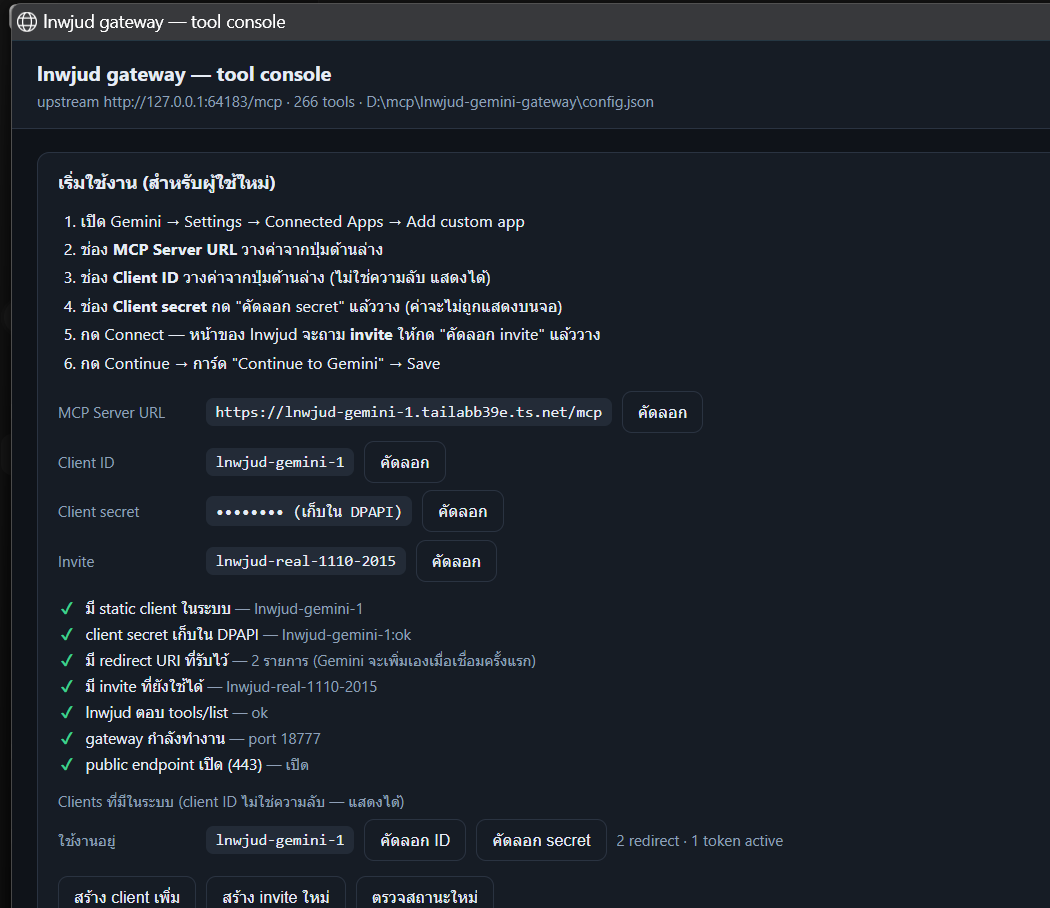 lnwjud gateway — tool console
lnwjud gateway — tool console
upstream http://127.0.0.1:64183/mcp · 266 tools · D:\mcp\lnwjud-gemini-gateway\config.json
เริ่มใช้งาน (สำหรับผู้ใช้ใหม่)
1. เปิด Gemini → Settings → Connected Apps → Add custom app
2. ช่อง MCP Server URL วางค่าจากปุ่มด้านล่าง
3. ช่อง Client ID วางค่าจากปุ่มด้านล่าง (ไม่ใช่ความลับ แสดงได้)
4. ช่อง Client secret กด "คัดลอก secret" แล้ววาง (ค่าจะไม่ถูกแสดงบนจอ)
5. กด Connect — หน้าของ lnwjud จะถาม invite ให้กด "คัดลอก invite" แล้ววาง
6. กด Continue → การ์ด "Continue to Gemini" → Save
MCP Server URL https://lnwjud-gemini-1.tailabb39e.ts.net/mcp คัดลอก
Client ID lnwjud-gemini-1 คัดลอก
Client secret •••••••• (เก็บใน DPAPI) คัดลอก
Invite lnwjud-real-1110-2015 คัดลอก
✓ มี static client ในระบบ — lnwjud-gemini-1
✓ client secret เก็บใน DPAPI — lnwjud-gemini-1:ok
✓ มี redirect URI ที่รับไว้ — 2 รายการ (Gemini จะเพิ่มเองเมื่อเชื่อมครั้งแรก)
✓ มี invite ที่ยังใช้ได้ — lnwjud-real-1110-2015
✓ lnwjud ตอบ tools/list — ok
✓ gateway กำลังทำงาน — port 18777
✓ public endpoint เปิด (443) — เปิด
Clients ที่มีในระบบ (client ID ไม่ใช่ความลับ — แสดงได้)
ใช้งานอยู่ lnwjud-gemini-1 คัดลอก ID คัดลอก secret 2 redirect · 1 token active
สร้าง client เพิ่ม สร้าง invite ใหม่ ตรวจสถานะใหม่